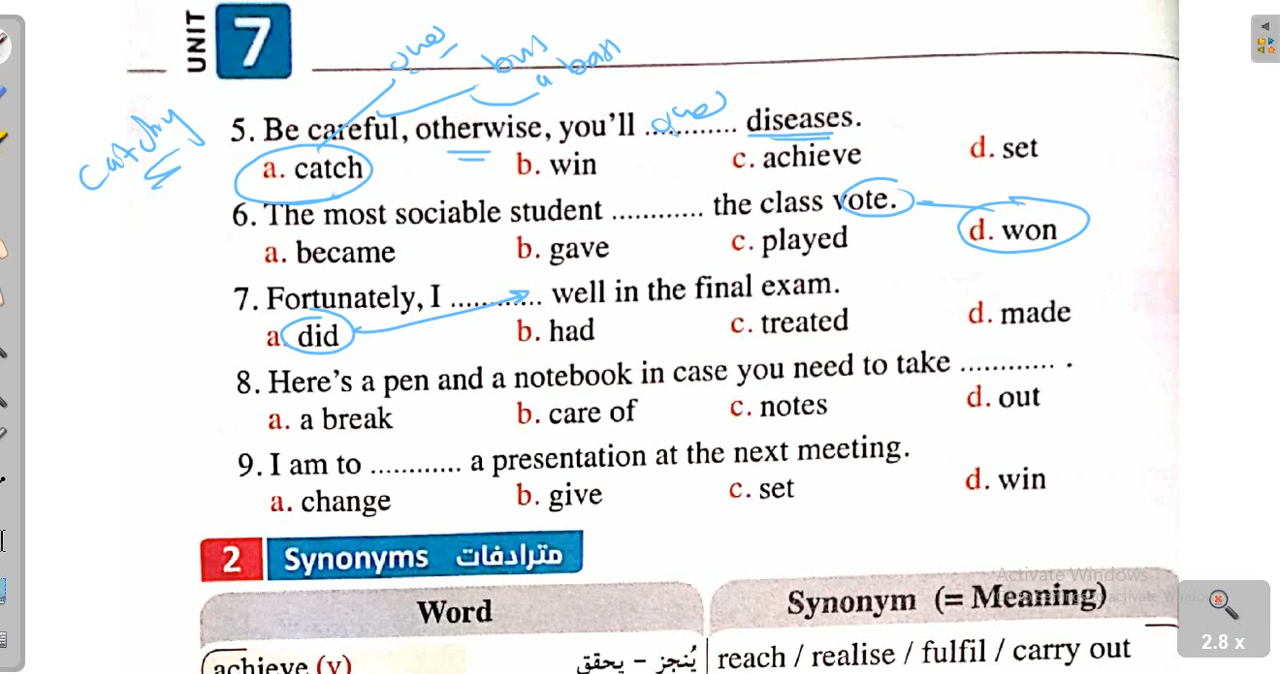 UNIT 7
a ban
catchy
5. Be careful, otherwise, you'll ............ diseases.
a. catch b. win c. achieve d. set
6. The most sociable student ............ the class vote.
a. became b. gave c. played d. won
7. Fortunately, I ............ well in the final exam.
a. did b. had c. treated d. made
8. Here's a pen and a notebook in case you need to take ............ .
a. a break b. care of c. notes d. out
9. I am to ............ a presentation at the next meeting.
a. change b. give c. set d. win
2 Synonyms مترادفات
Activate Windows
Word Synonym (= Meaning)
2.8 x
achieve (v) يُنجز – يحقق reach / realise / fulfil / carry out